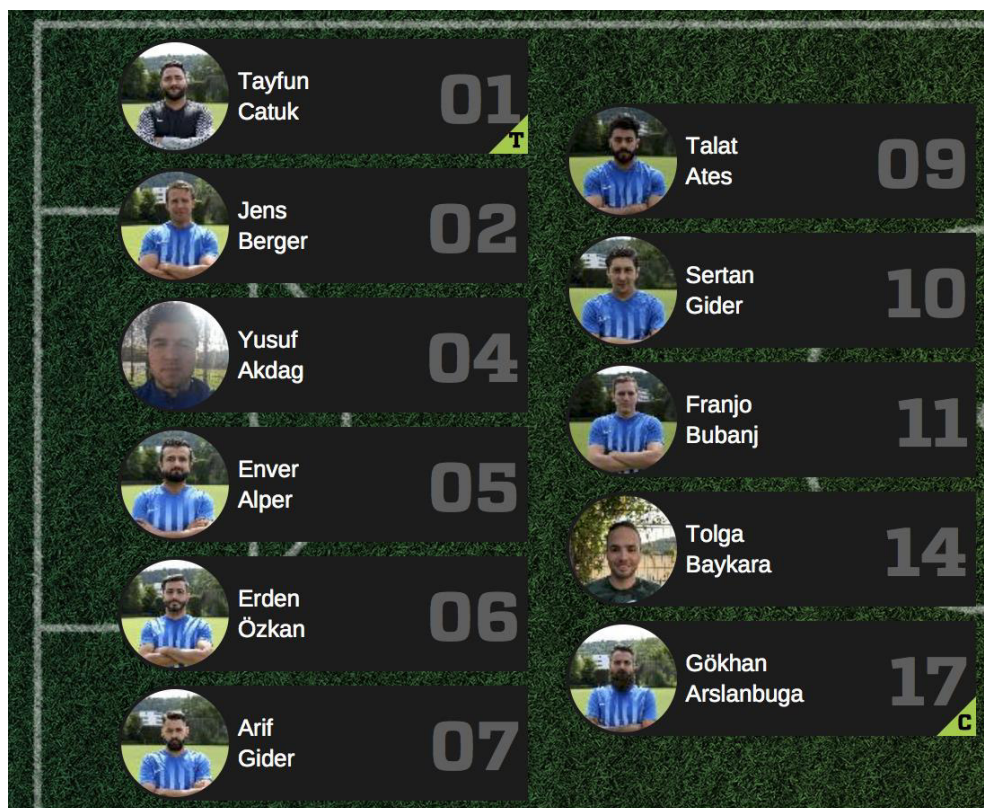 Tayfun
Catuk
01
T
Jens
Berger
02
Yusuf
Akdag
04
Enver
Alper
05
Erden
Özkan
06
Arif
Gider
07
Talat
Ates
09
Sertan
Gider
10
Franjo
Bubanj
11
Tolga
Baykara
14
Gökhan
Arslanbuga
17
C